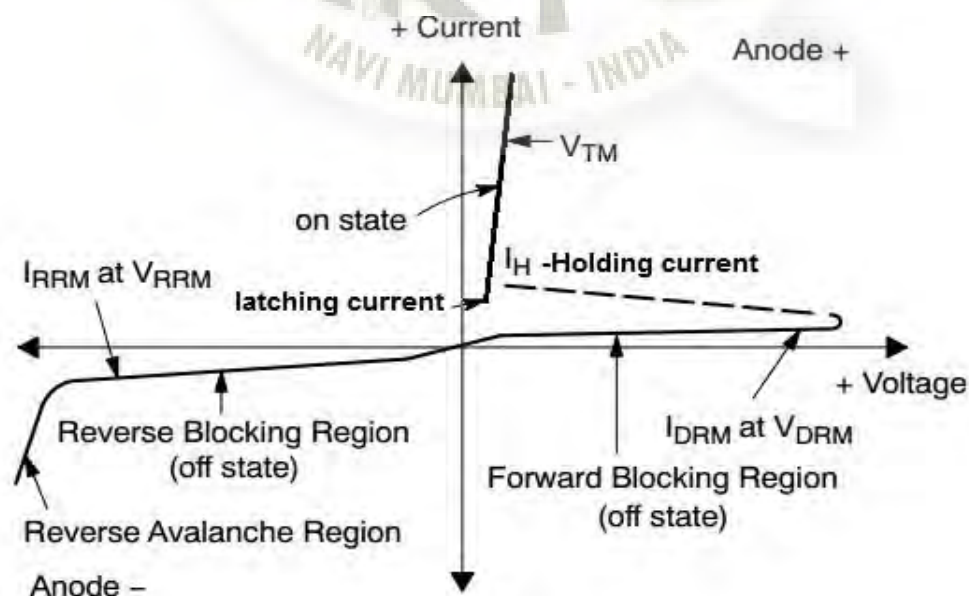 NAVI MUMBAI - INDIA
+ Current
Anode +
VTM
on state
IH -Holding current
IRRM at VRRM
latching current
+ Voltage
Reverse Blocking Region
(off state)
IDRM at VDRM
Forward Blocking Region
(off state)
Reverse Avalanche Region
Anode –